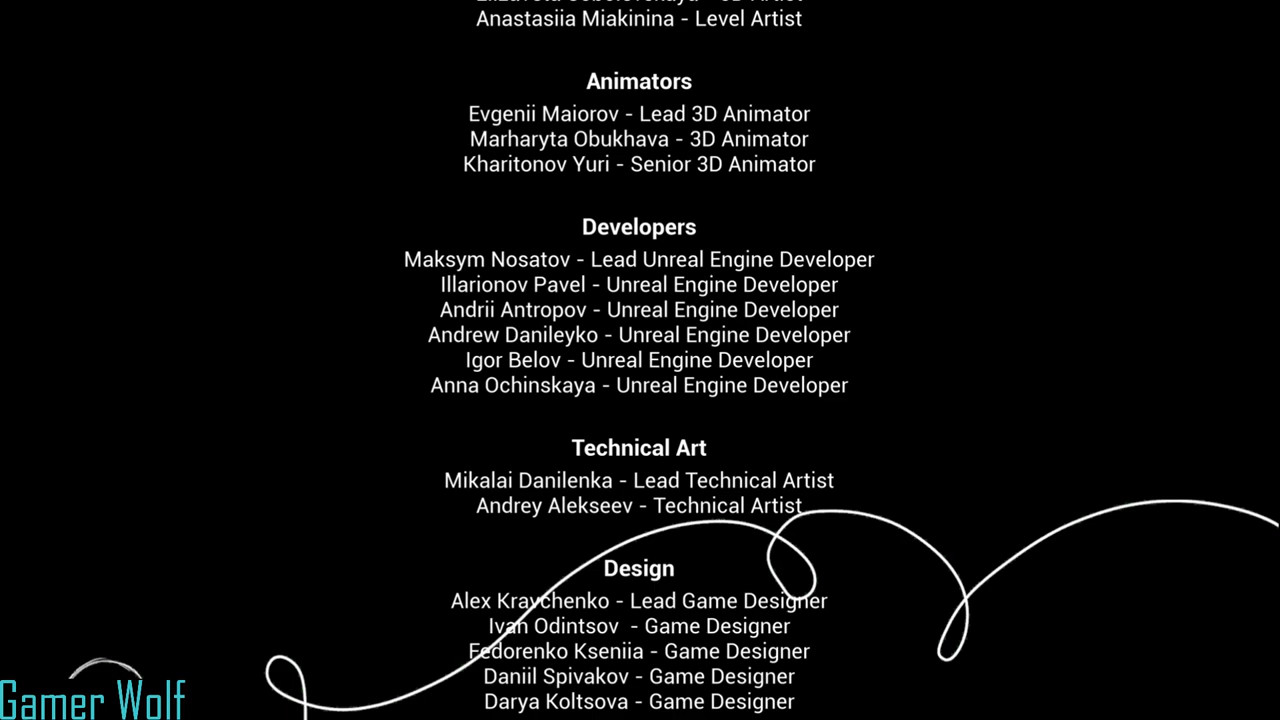 Anastasiia Miakinina - Level Artist
Animators
Evgenii Maiorov - Lead 3D Animator
Marharyta Obukhava - 3D Animator
Kharitonov Yuri - Senior 3D Animator
Developers
Maksym Nosatov - Lead Unreal Engine Developer
Illarionov Pavel - Unreal Engine Developer
Andrii Antropov - Unreal Engine Developer
Andrew Danileyko - Unreal Engine Developer
Igor Belov - Unreal Engine Developer
Anna Ochinskaya - Unreal Engine Developer
Technical Art
Mikalai Danilenka - Lead Technical Artist
Andrey Alekseev - Technical Artist
Design
Alex Kravchenko - Lead Game Designer
Ivan Odintsov - Game Designer
Fedorenko Kseniia - Game Designer
Daniil Spivakov - Game Designer
Darya Koltsova - Game Designer
Gamer Wolf